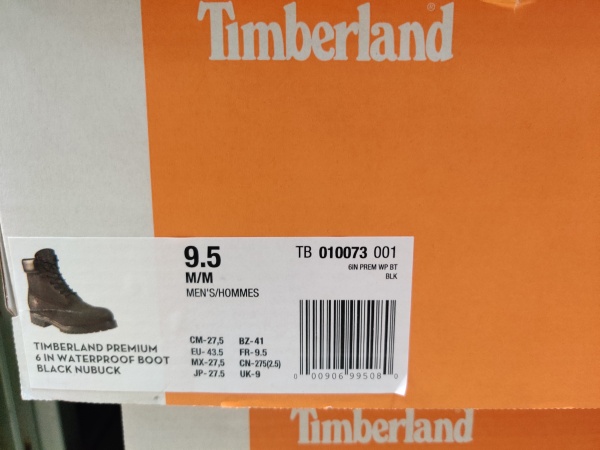 Timberland®
9.5
M/M
MEN'S/HOMMES
TB 010073 001
6IN PREM WP BT
BLK
TIMBERLAND PREMIUM
6 IN WATERPROOF BOOT
BLACK NUBUCK
CM-27,5 BZ-41
EU- 43.5 FR-9.5
MX-27,5 CN-275(2.5)
JP- 27.5 UK-9
0 00906 99508 0
Timberland